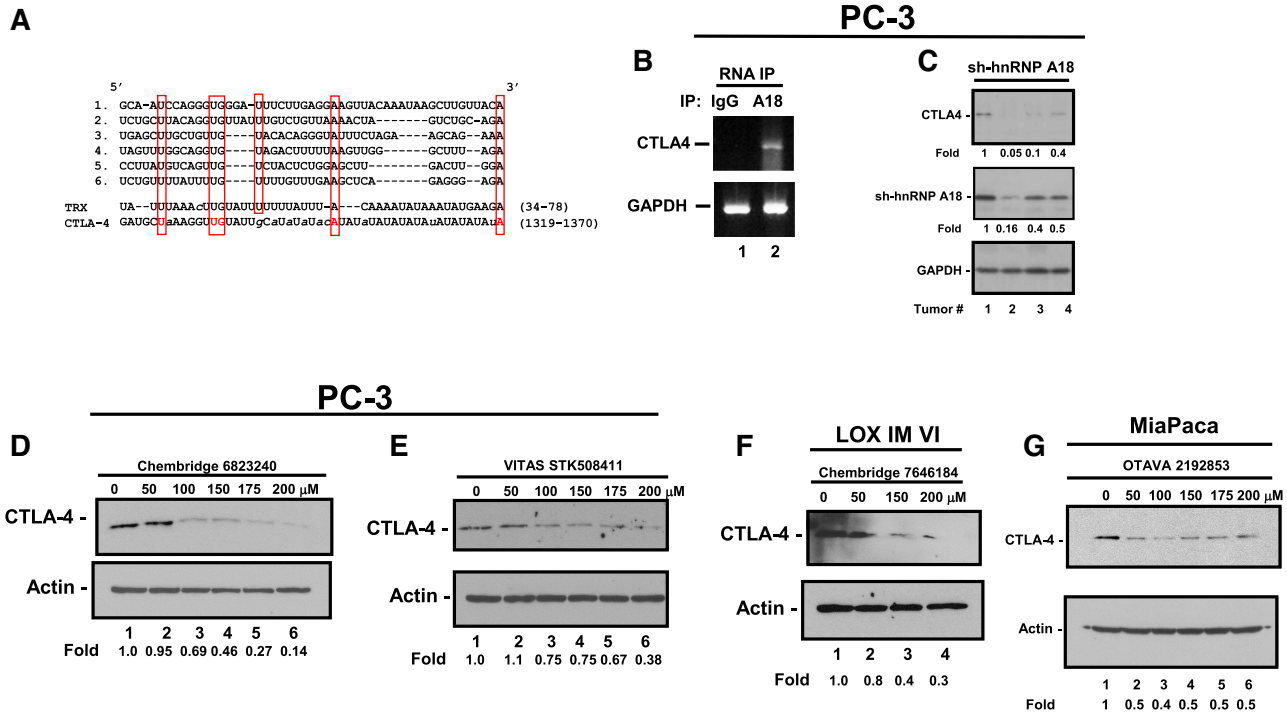 A
5’ 3’
1. GCA-AUCCAGGGUGGGA-UUUCUUGAGGAAGUUACAAAUAAGCUUGUUACA
2. UCUGCUUACAGGUGUUAUUUGUCUGUUAAAACUA------GUCUGC-AGA
3. UGAGCUUGCUGUUG----UACACAGGGUAUUUCUAGA----AGCAG--AAA
4. UAGUUUGGCAGUUG----UAGACUUUUUAAGUUGG-----GCUUU--AGA
5. CCUUAUGUCAGUUG----UCUACUCUGGAGCUU-------GACUU--GGA
6. UCUGUUUUAUUUUG----UUUUGUUUGAAGCUCA------GAGGG--AGA
TRX UA--UUUAAAcUUGUAUUUUUUUAUUU-A-CAAAAUAUAAAUAUGAAGA (34-78)
CTLA-4 GAUGCUaAAGGUUGUAUUgCaUaUaUacAUAUaUAUAUAUAuAUAUAUAUuA (1319-1370)
PC-3
B
RNA IP
IP: IgG A18
CTLA4
GAPDH
1 2
C
sh-hnRNP A18
CTLA4 -
Fold 1 0.05 0.1 0.4
sh-hnRNP A18 -
Fold 1 0.16 0.4 0.5
GAPDH -
Tumor # 1 2 3 4
PC-3
D
Chembridge 6823240
0 50 100 150 175 200 μM
CTLA-4 -
Actin -
1 2 3 4 5 6
Fold 1.0 0.95 0.69 0.46 0.27 0.14
E
VITAS STK508411
0 50 100 150 175 200 μM
CTLA-4 -
Actin -
1 2 3 4 5 6
Fold 1.0 1.1 0.75 0.75 0.67 0.38
F
LOX IM VI
Chembridge 7646184
0 50 150 200 μM
CTLA-4 -
Actin -
1 2 3 4
Fold 1.0 0.8 0.4 0.3
G
MiaPaca
OTAVA 2192853
0 50 100 150 175 200 μM
CTLA-4 -
Actin -
1 2 3 4 5 6
Fold 1 0.5 0.4 0.5 0.5 0.5